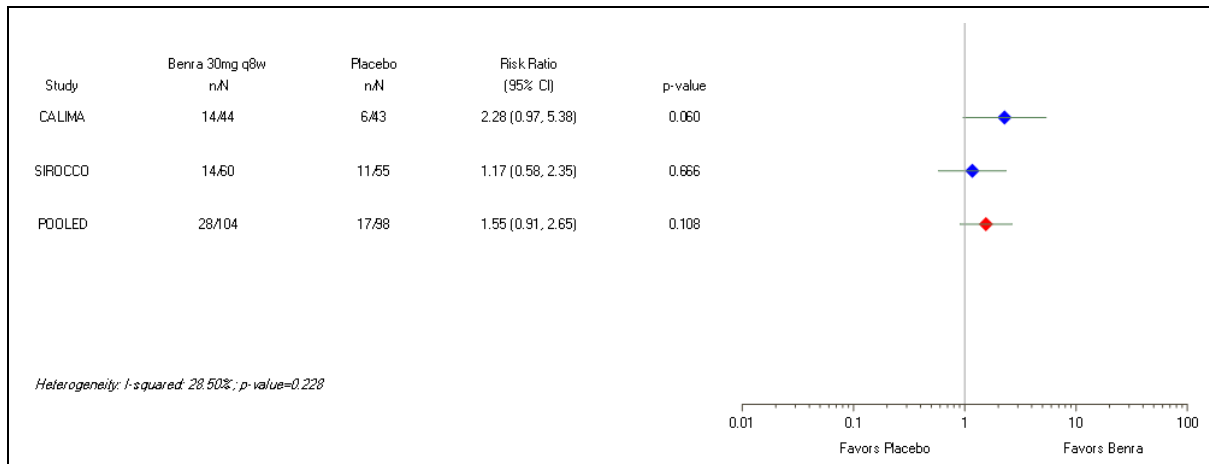 Benra 30mg q8w Placebo Risk Ratio
Study n/N n/N (95% CI) p-value
CALIMA 14/44 6/43 2.28 (0.97, 5.38) 0.060
SIROCCO 14/60 11/55 1.17 (0.58, 2.35) 0.666
POOLED 28/104 17/98 1.55 (0.91, 2.65) 0.108
Heterogeneity: I-squared: 28.50%; p-value=0.228
0.01 0.1 1 10 100
Favors Placebo Favors Benra